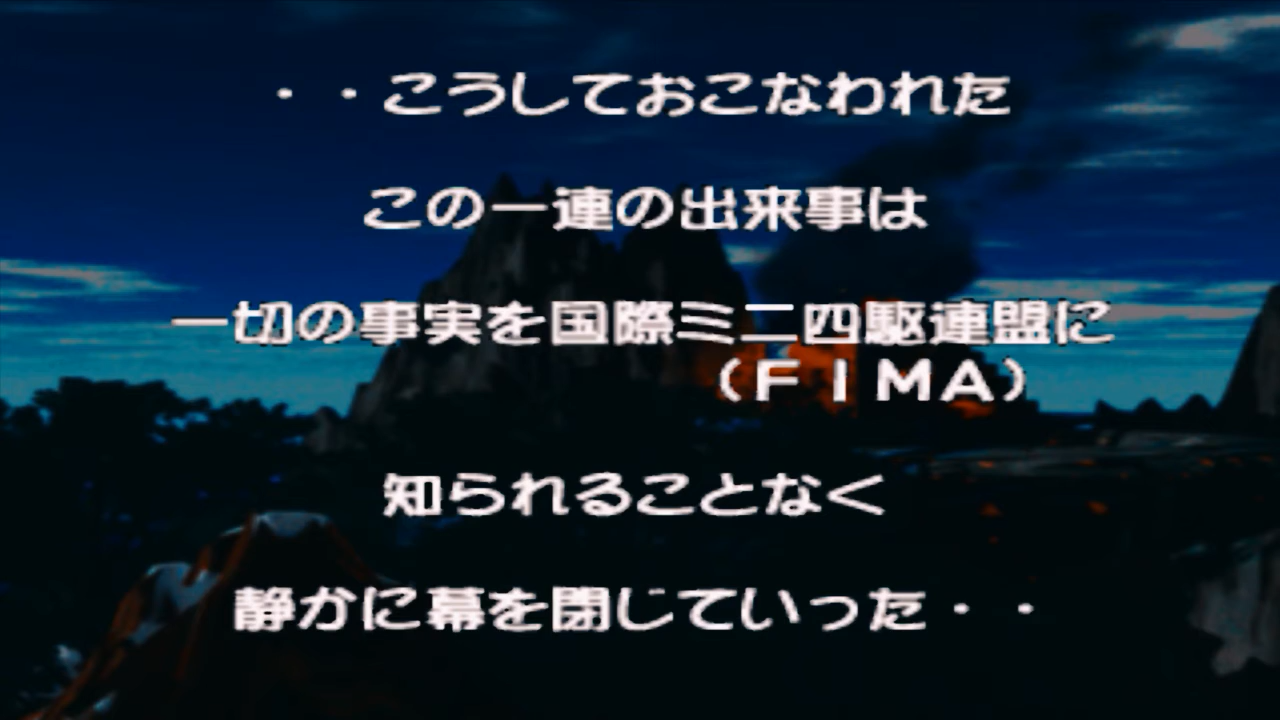 ・・こうしておこなわれた
この一連の出来事は
一切の事実を国際ミニ四駆連盟に
（ＦＩＭＡ）
知られることなく
静かに幕を閉じていった・・